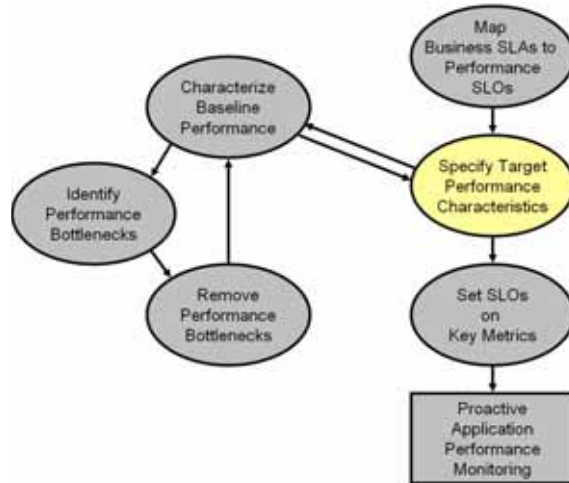 Map
Business SLAs to
Performance
SLOs
Characterize
Baseline
Performance
Specify Target
Performance
Characteristics
Identify
Performance
Bottlenecks
Remove
Performance
Bottlenecks
Set SLOs
on
Key Metrics
Proactive
Application
Performance
Monitoring